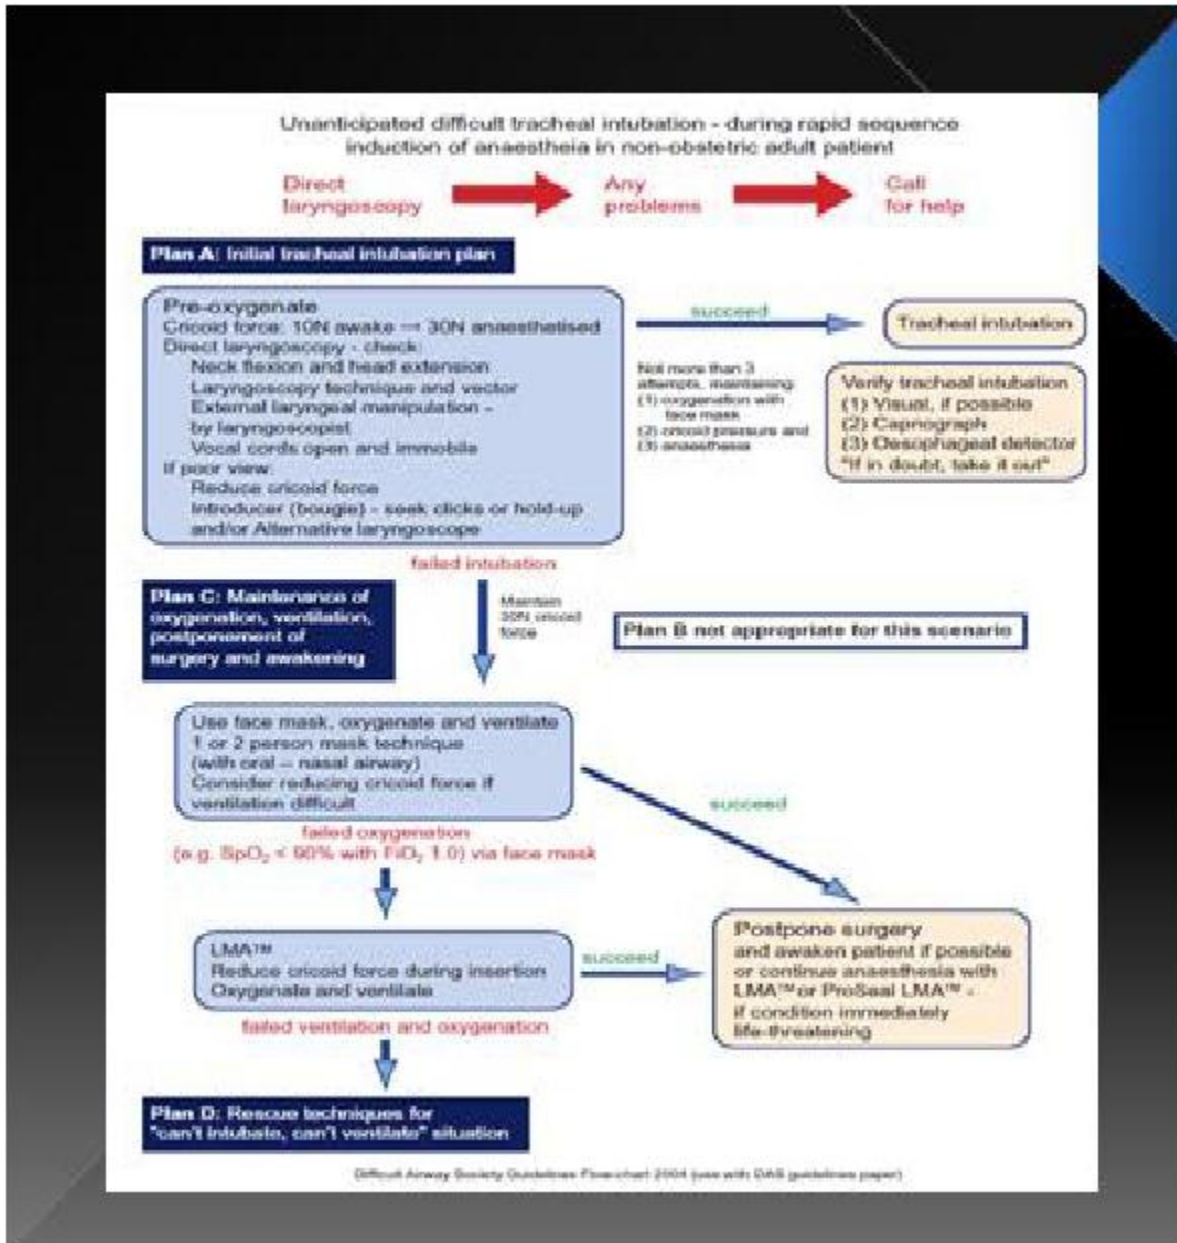 Unanticipated difficult tracheal intubation - during rapid sequence
induction of anaestheia in non-obstetric adult patient
Direct
laryngoscopy
Any
problems
Call
for help
Plan A: Initial tracheal intubation plan
Pre-oxygenate
Cricoid force: 10N awake → 30N anaesthetised
Direct laryngoscopy - check:
Neck flexion and head extension
Laryngoscopy technique and vector
External laryngeal manipulation –
by laryngoscopist
Vocal cords open and immobile
If poor view:
Reduce cricoid force
Introducer (bougie) - seek clicks or hold-up
and/or Alternative laryngoscope
succeed
Tracheal intubation
Not more than 3
attempts, maintaining
(1) oxygenation with
face mask
(2) cricoid pressure and
(3) anaesthesia
Verify tracheal intubation
(1) Visual, if possible
(2) Capnograph
(3) Oesophageal detector
"If in doubt, take it out"
failed intubation
Plan C: Maintenance of
oxygenation, ventilation,
postponement of
surgery and awakening
Maintain
30N cricoid
force
Plan B not appropriate for this scenario
Use face mask, oxygenate and ventilate
1 or 2 person mask technique
(with oral – nasal airway)
Consider reducing cricoid force if
ventilation difficult
succeed
failed oxygenation
(e.g. SpO₂ < 90% with FiO₂ 1.0) via face mask
LMA™
Reduce cricoid force during insertion
Oxygenate and ventilate
succeed
Postpone surgery
and awaken patient if possible
or continue anaesthesia with
LMA™ or ProSeal LMA™ -
if condition immediately
life-threatening
failed ventilation and oxygenation
Plan D: Rescue techniques for
"can't intubate, can't ventilate" situation
Difficult Airway Society Guidelines Flow-chart 2004 (use with DAS guidelines paper)